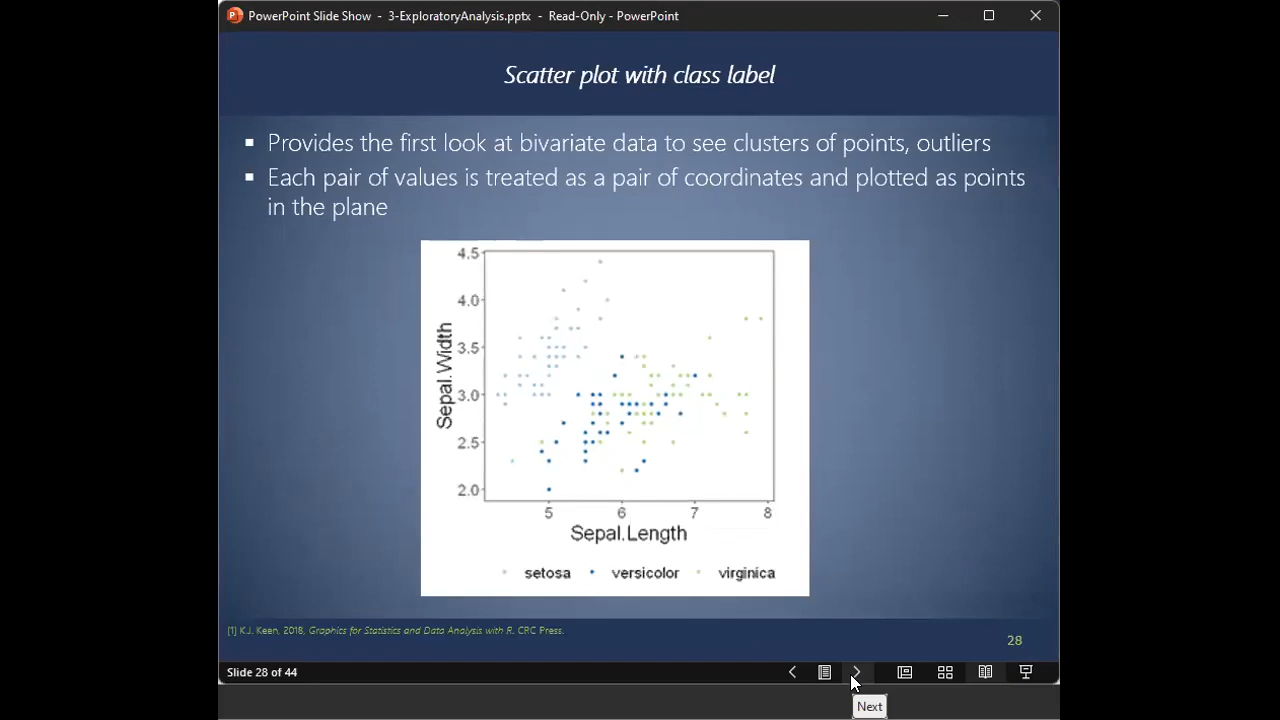 PowerPoint Slide Show - 3-ExploratoryAnalysis.pptx - Read-Only - PowerPoint
Scatter plot with class label
▪ Provides the first look at bivariate data to see clusters of points, outliers
▪ Each pair of values is treated as a pair of coordinates and plotted as points
in the plane
4.5
4.0
3.5
3.0
2.5
2.0
Sepal.Width
5 6 7 8
Sepal.Length
setosa versicolor virginica
[1] K.J. Keen, 2018, Graphics for Statistics and Data Analysis with R. CRC Press.
28
Slide 28 of 44
Next